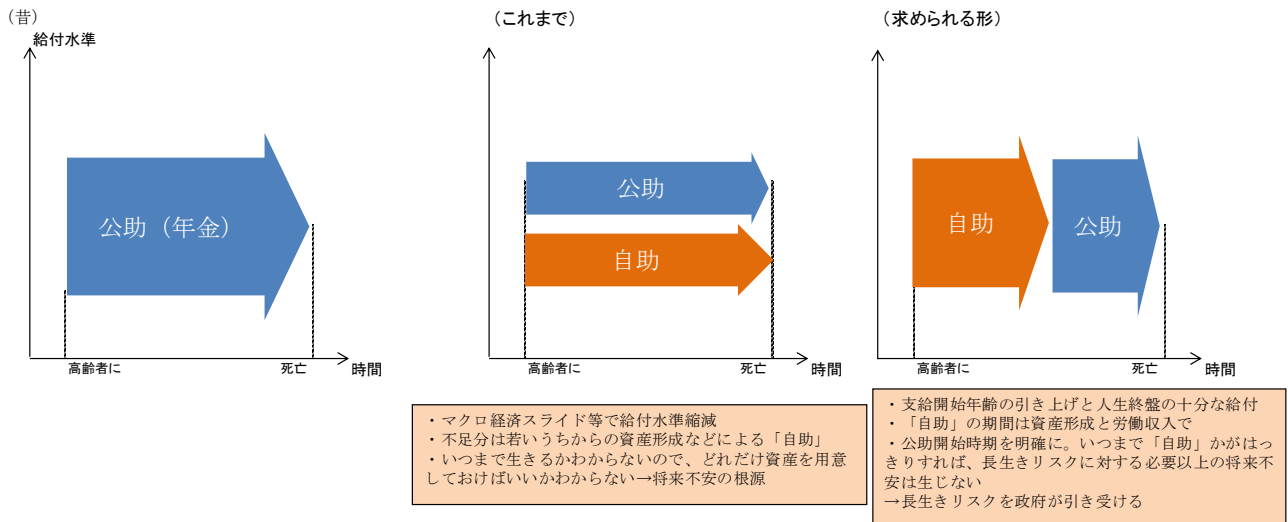 （昔）
給付水準
公助（年金）
高齢者に
死亡
時間
（これまで）
公助
自助
高齢者に
死亡
時間
・マクロ経済スライド等で給付水準縮減
・不足分は若いうちからの資産形成などによる「自助」
・いつまで生きるかわからないので、どれだけ資産を用意
しておけばいいかわからない→将来不安の根源
（求められる形）
自助
公助
高齢者に
死亡
時間
・支給開始年齢の引き上げと人生終盤の十分な給付
・「自助」の期間は資産形成と労働収入で
・公助開始時期を明確に。いつまで「自助」かがはっ
きりすれば、長生きリスクに対する必要以上の将来不
安は生じない
→長生きリスクを政府が引き受ける